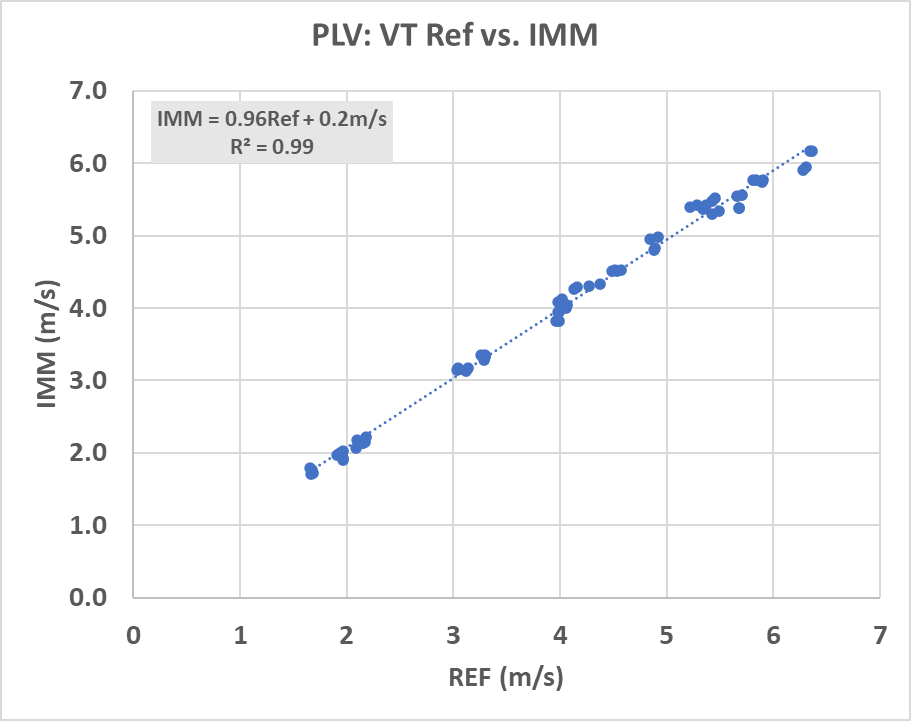 PLV: VT Ref vs. IMM
7.0
IMM = 0.96Ref + 0.2m/s
R² = 0.99
6.0
5.0
4.0
3.0
2.0
1.0
0.0
IMM (m/s)
0 1 2 3 4 5 6 7
REF (m/s)